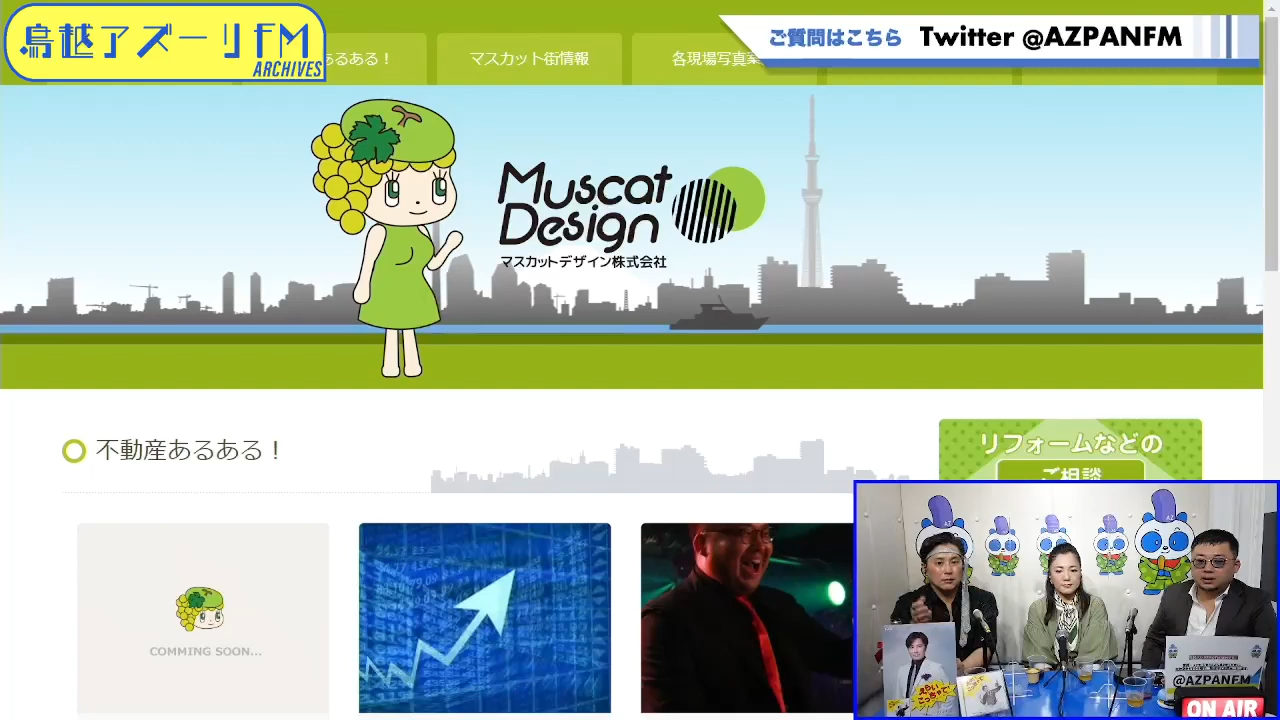 鳥越アズーリFM
ARCHIVES
ご質問はこちら Twitter @AZPANFM
あるある！
マスカット街情報
各現場写真
Muscat
Design
マスカットデザイン株式会社
不動産あるある！
リフォームなどの
ご相談
COMMING SOON...
@AZPANFM
ON AIR